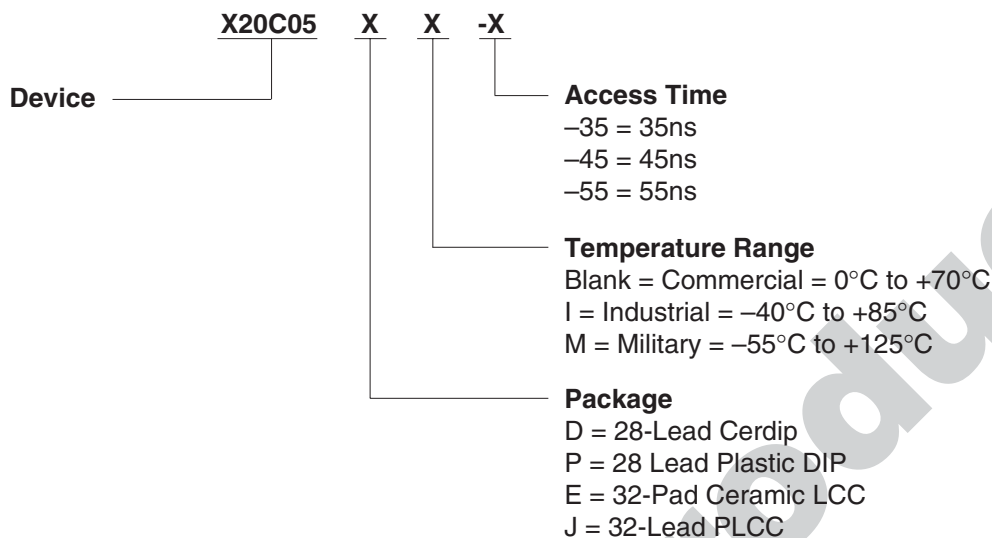 X20C05 X X -X
Device
Access Time
–35 = 35ns
–45 = 45ns
–55 = 55ns
Temperature Range
Blank = Commercial = 0°C to +70°C
I = Industrial = –40°C to +85°C
M = Military = –55°C to +125°C
Package
D = 28-Lead Cerdip
P = 28 Lead Plastic DIP
E = 32-Pad Ceramic LCC
J = 32-Lead PLCC